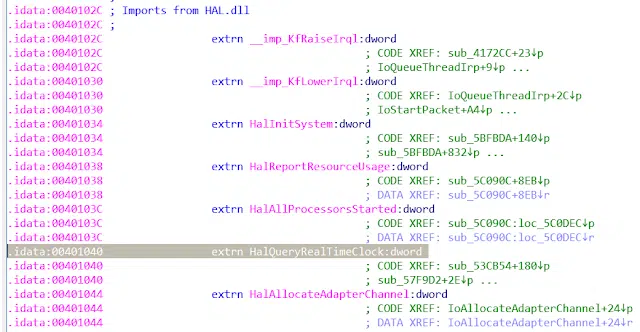 .idata:0040102C ; Imports from HAL.dll
.idata:0040102C ;
.idata:0040102C extrn __imp_KfRaiseIrql:dword
.idata:0040102C ; CODE XREF: sub_4172CC+23↓p
.idata:0040102C ; IoQueueThreadIrp+9↓p ...
.idata:00401030 extrn __imp_KfLowerIrql:dword
.idata:00401030 ; CODE XREF: IoQueueThreadIrp+2C↓p
.idata:00401030 ; IoStartPacket+A4↓p ...
.idata:00401034 extrn HalInitSystem:dword
.idata:00401034 ; CODE XREF: sub_5BFBDA+140↓p
.idata:00401034 ; sub_5BFBDA+832↓p ...
.idata:00401038 extrn HalReportResourceUsage:dword
.idata:00401038 ; CODE XREF: sub_5C090C+8EB↓p
.idata:00401038 ; DATA XREF: sub_5C090C+8EB↓r
.idata:0040103C extrn HalAllProcessorsStarted:dword
.idata:0040103C ; CODE XREF: sub_5C090C:loc_5C0DEC↓p
.idata:0040103C ; DATA XREF: sub_5C090C:loc_5C0DEC↓r
.idata:00401040 extrn HalQueryRealTimeClock:dword
.idata:00401040 ; CODE XREF: sub_53CB54+180↓p
.idata:00401040 ; sub_57F9D2+2E↓p ...
.idata:00401044 extrn HalAllocateAdapterChannel:dword
.idata:00401044 ; CODE XREF: IoAllocateAdapterChannel+24↓p
.idata:00401044 ; DATA XREF: IoAllocateAdapterChannel+24↓r